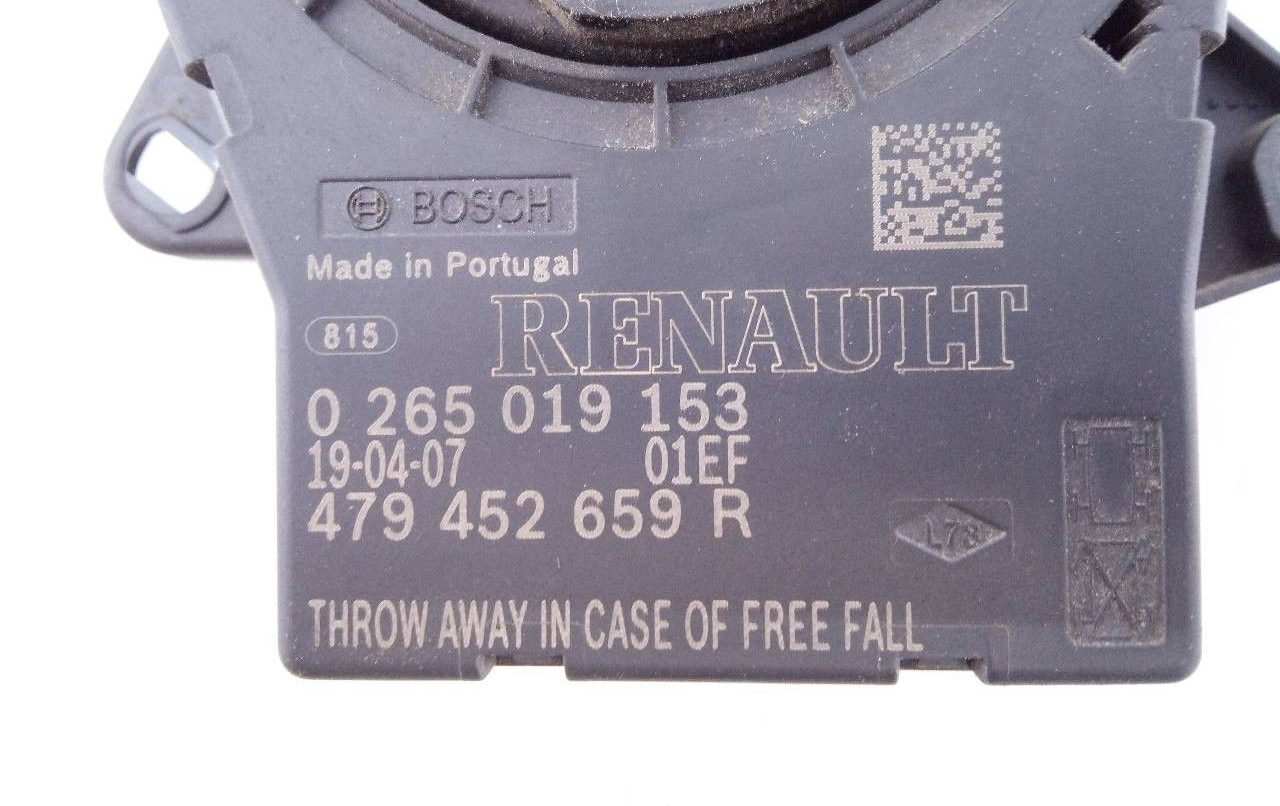 BOSCH
Made in Portugal
RENAULT
815
0 265 019 153
19-04-07 01EF
479 452 659 R
L78
THROW AWAY IN CASE OF FREE FALL